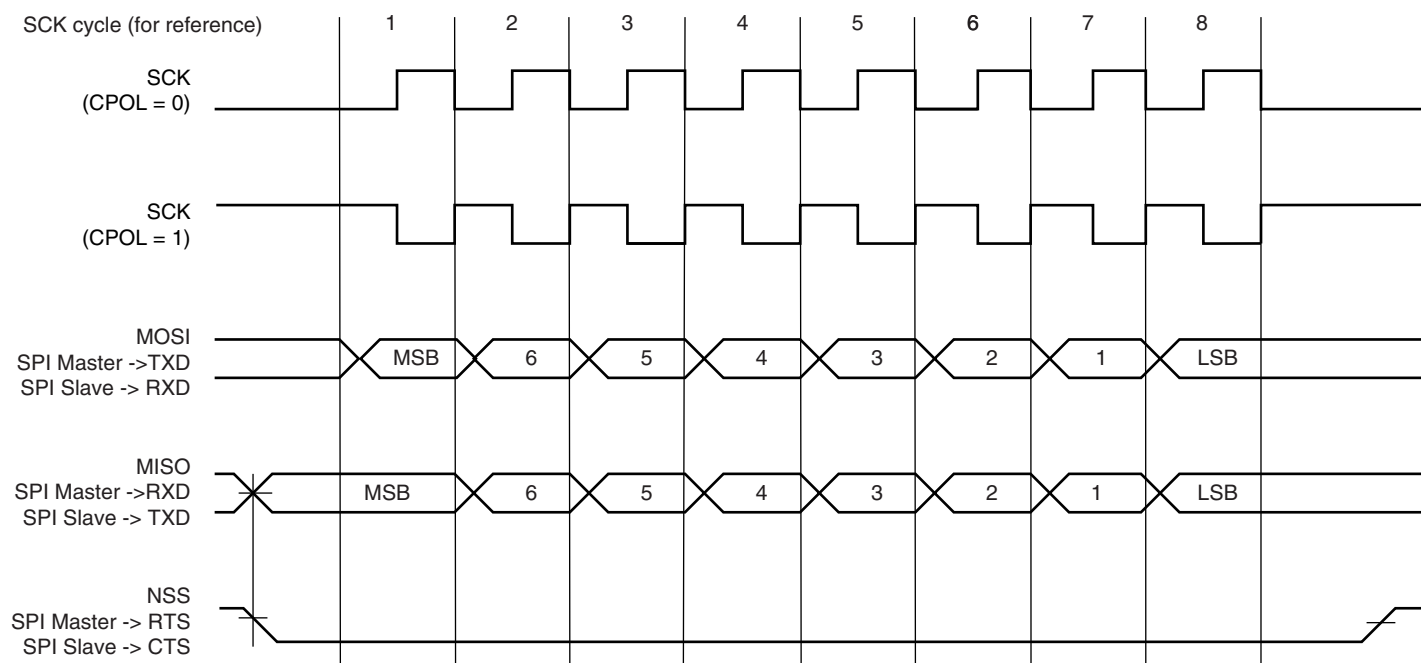 SCK cycle (for reference) 1 2 3 4 5 6 7 8
SCK
(CPOL = 0)
SCK
(CPOL = 1)
MOSI
SPI Master ->TXD
SPI Slave -> RXD
MSB 6 5 4 3 2 1 LSB
MISO
SPI Master ->RXD
SPI Slave -> TXD
MSB 6 5 4 3 2 1 LSB
NSS
SPI Master -> RTS
SPI Slave -> CTS